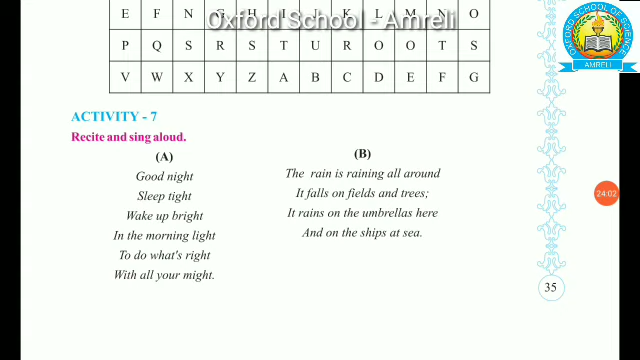 E F N G H I J K L M N O
Oxford School - Amreli
OXFORD SCHOOL OF SCIENCE
AMRELI
P Q S R S T U R O O T S
V W X Y Z A B C D E F G
ACTIVITY - 7
Recite and sing aloud.
(A)
Good night
Sleep tight
Wake up bright
In the morning light
To do what's right
With all your might.
(B)
The rain is raining all around
It falls on fields and trees;
It rains on the umbrellas here
And on the ships at sea.
24:02
35